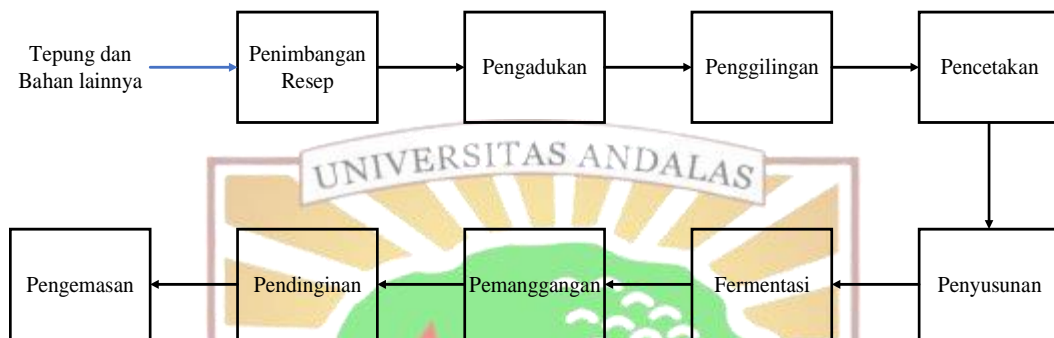 Tepung dan
Bahan lainnya
Penimbangan
Resep
Pengadukan
Penggilingan
Pencetakan
UNIVERSITAS ANDALAS
Penyusunan
Fermentasi
Pemanggangan
Pendinginan
Pengemasan